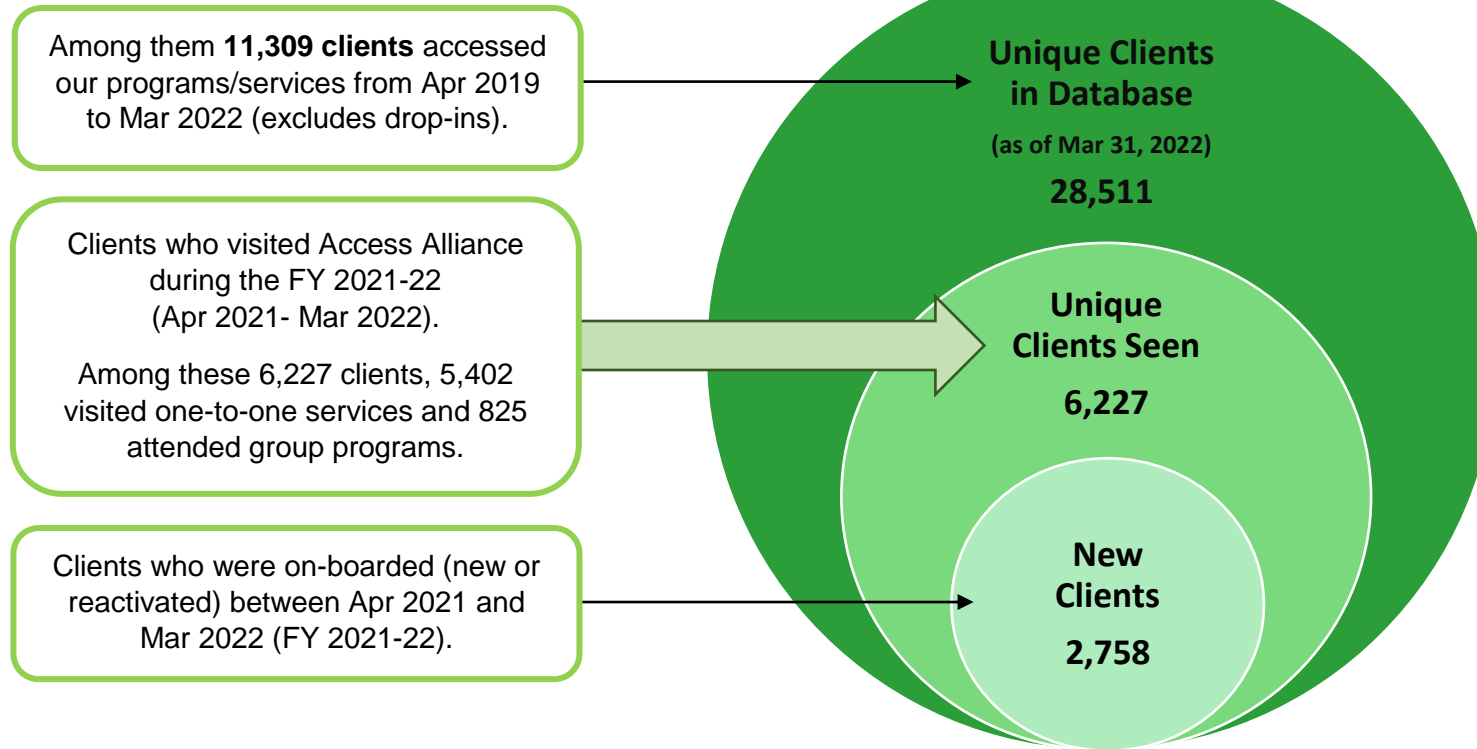 Among them 11,309 clients accessed
our programs/services from Apr 2019
to Mar 2022 (excludes drop-ins).
Unique Clients
in Database
(as of Mar 31, 2022)
28,511
Clients who visited Access Alliance
during the FY 2021-22
(Apr 2021- Mar 2022).
Among these 6,227 clients, 5,402
visited one-to-one services and 825
attended group programs.
Unique
Clients Seen
6,227
Clients who were on-boarded (new or
reactivated) between Apr 2021 and
Mar 2022 (FY 2021-22).
New
Clients
2,758